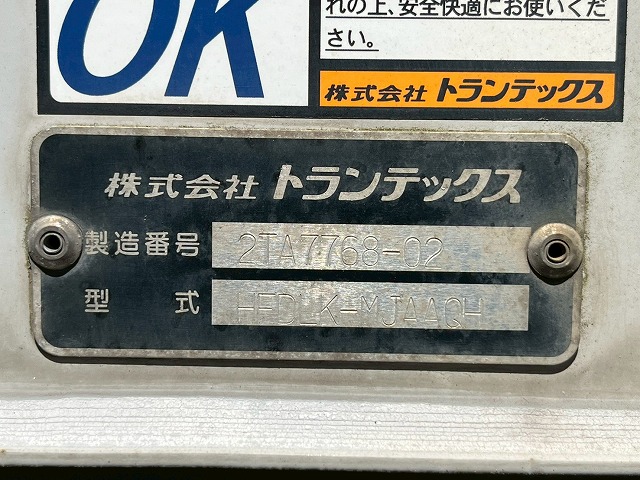 OK
れの上、安全快適にお使いくだ
さい。
株式会社トランテックス
株式会社トランテックス
製造番号 2TA7768-02
型式 HFDLK-MJAAQH